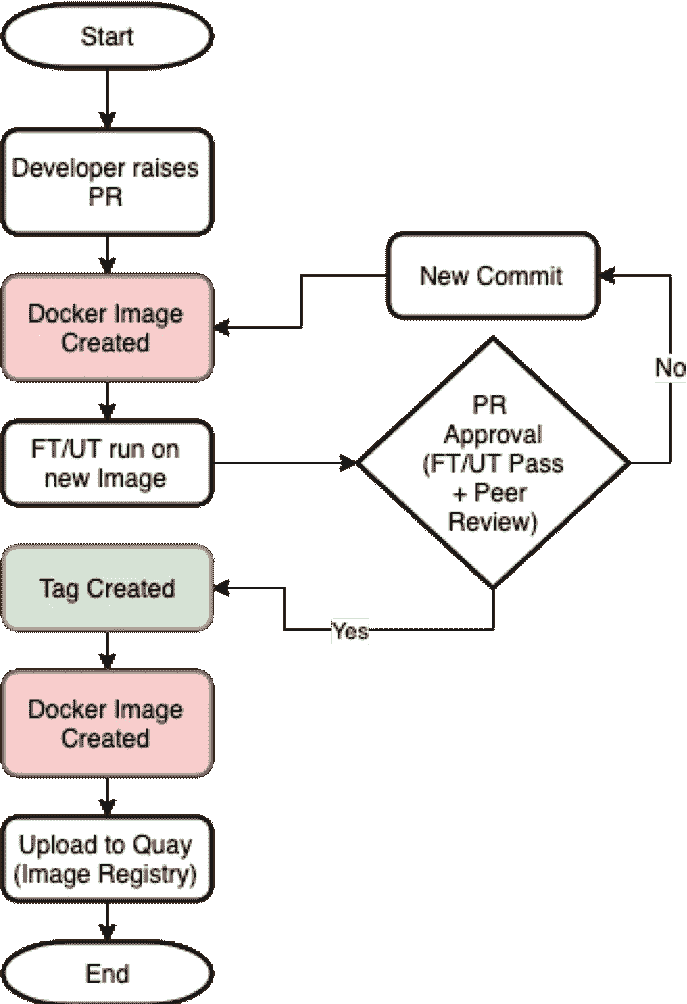 Start
Developer raises
PR
Docker Image
Created
New Commit
No
FT/UT run on
new Image
PR
Approval
(FT/UT Pass
+ Peer
Review)
Tag Created
Yes
Docker Image
Created
Upload to Quay
(Image Registry)
End